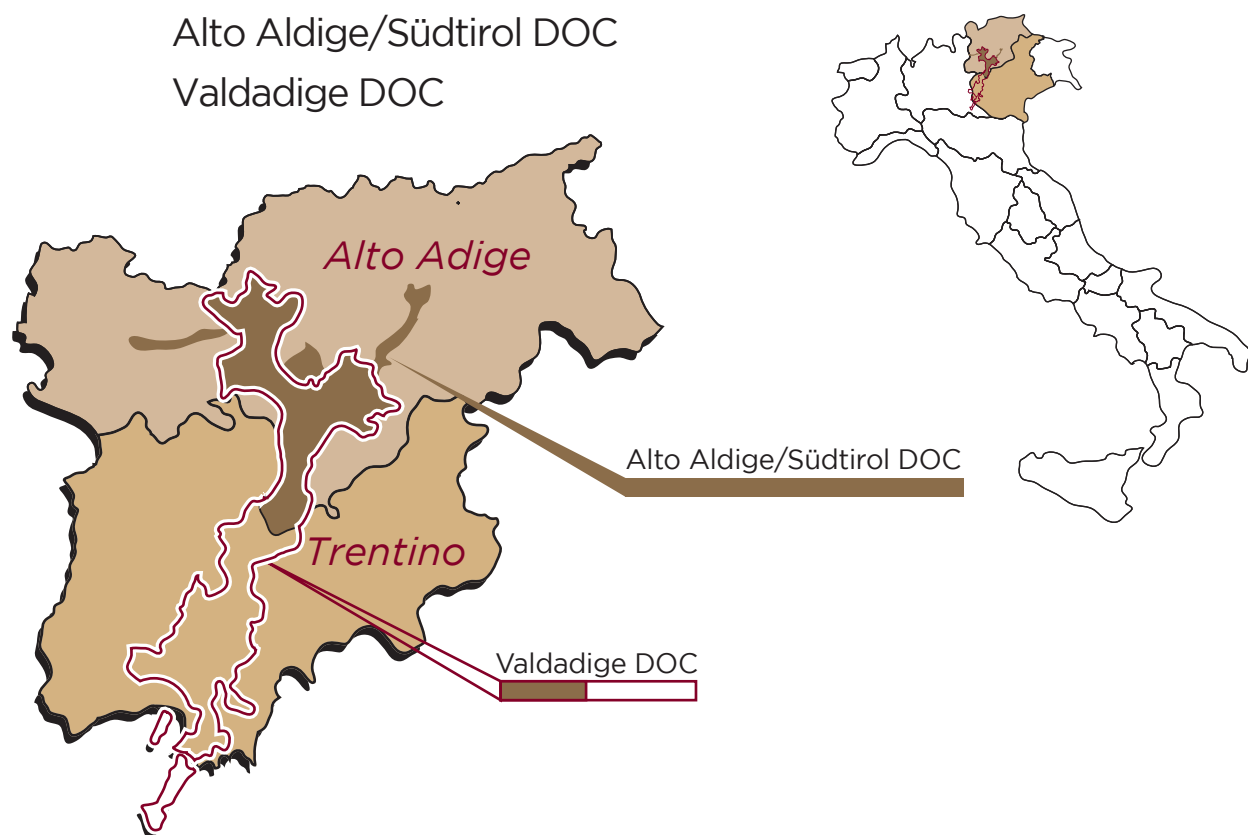 Alto Aldige/Südtirol DOC
Valdadige DOC
Alto Adige
Alto Aldige/Südtirol DOC
Trentino
Valdadige DOC